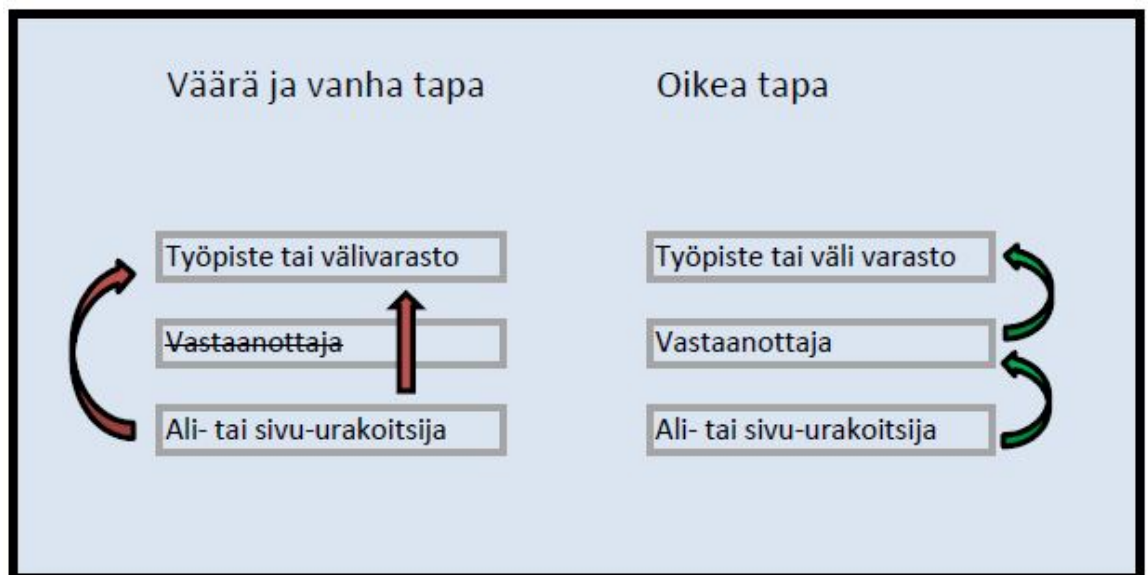 Väärä ja vanha tapa
Oikea tapa
Työpiste tai välivarasto
Vastaanottaja
Ali- tai sivu-urakoitsija
Työpiste tai väli varasto
Vastaanottaja
Ali- tai sivu-urakoitsija